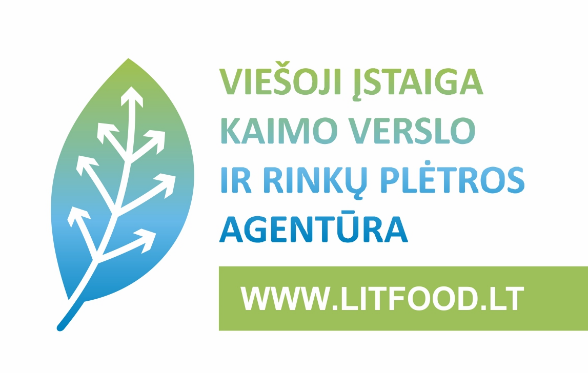 VIEŠOJI ĮSTAIGA
KAIMO VERSLO
IR RINKŲ PLĖTROS
AGENTŪRA
WWW.LITFOOD.LT